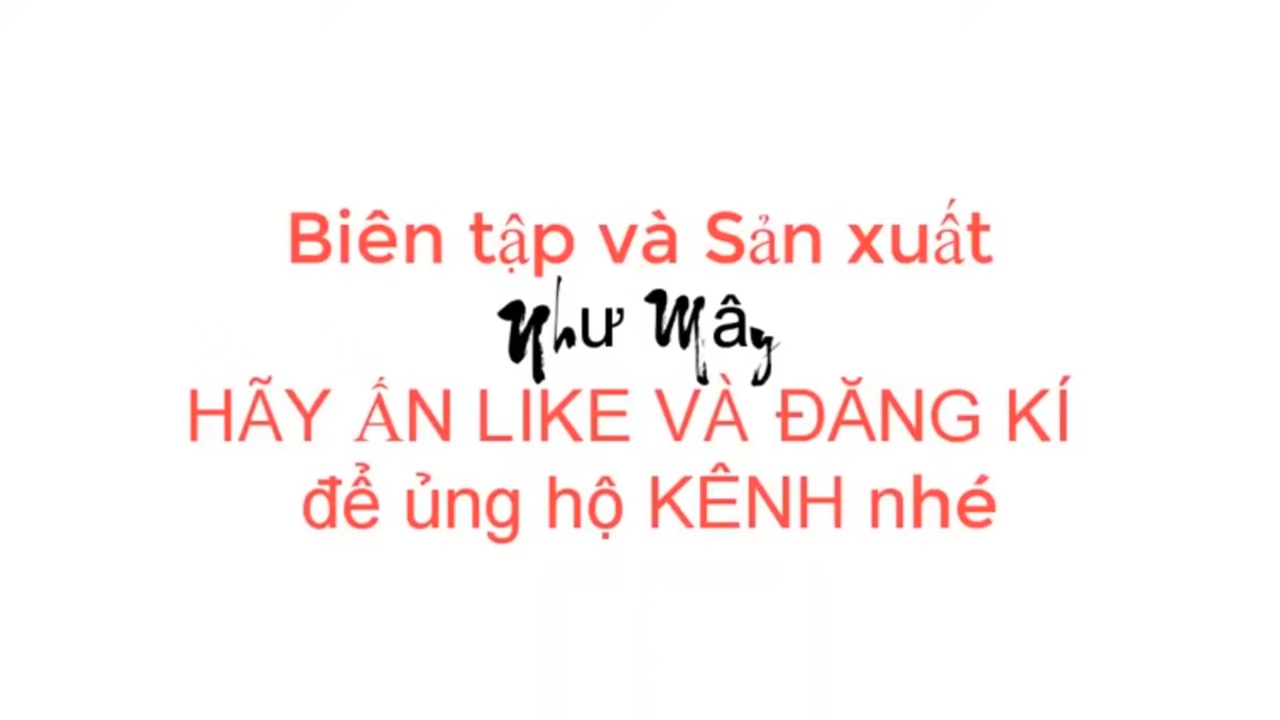 Biên tập và Sản xuất
Như Mây
HÃY ẤN LIKE VÀ ĐĂNG KÍ
để ủng hộ KÊNH nhé